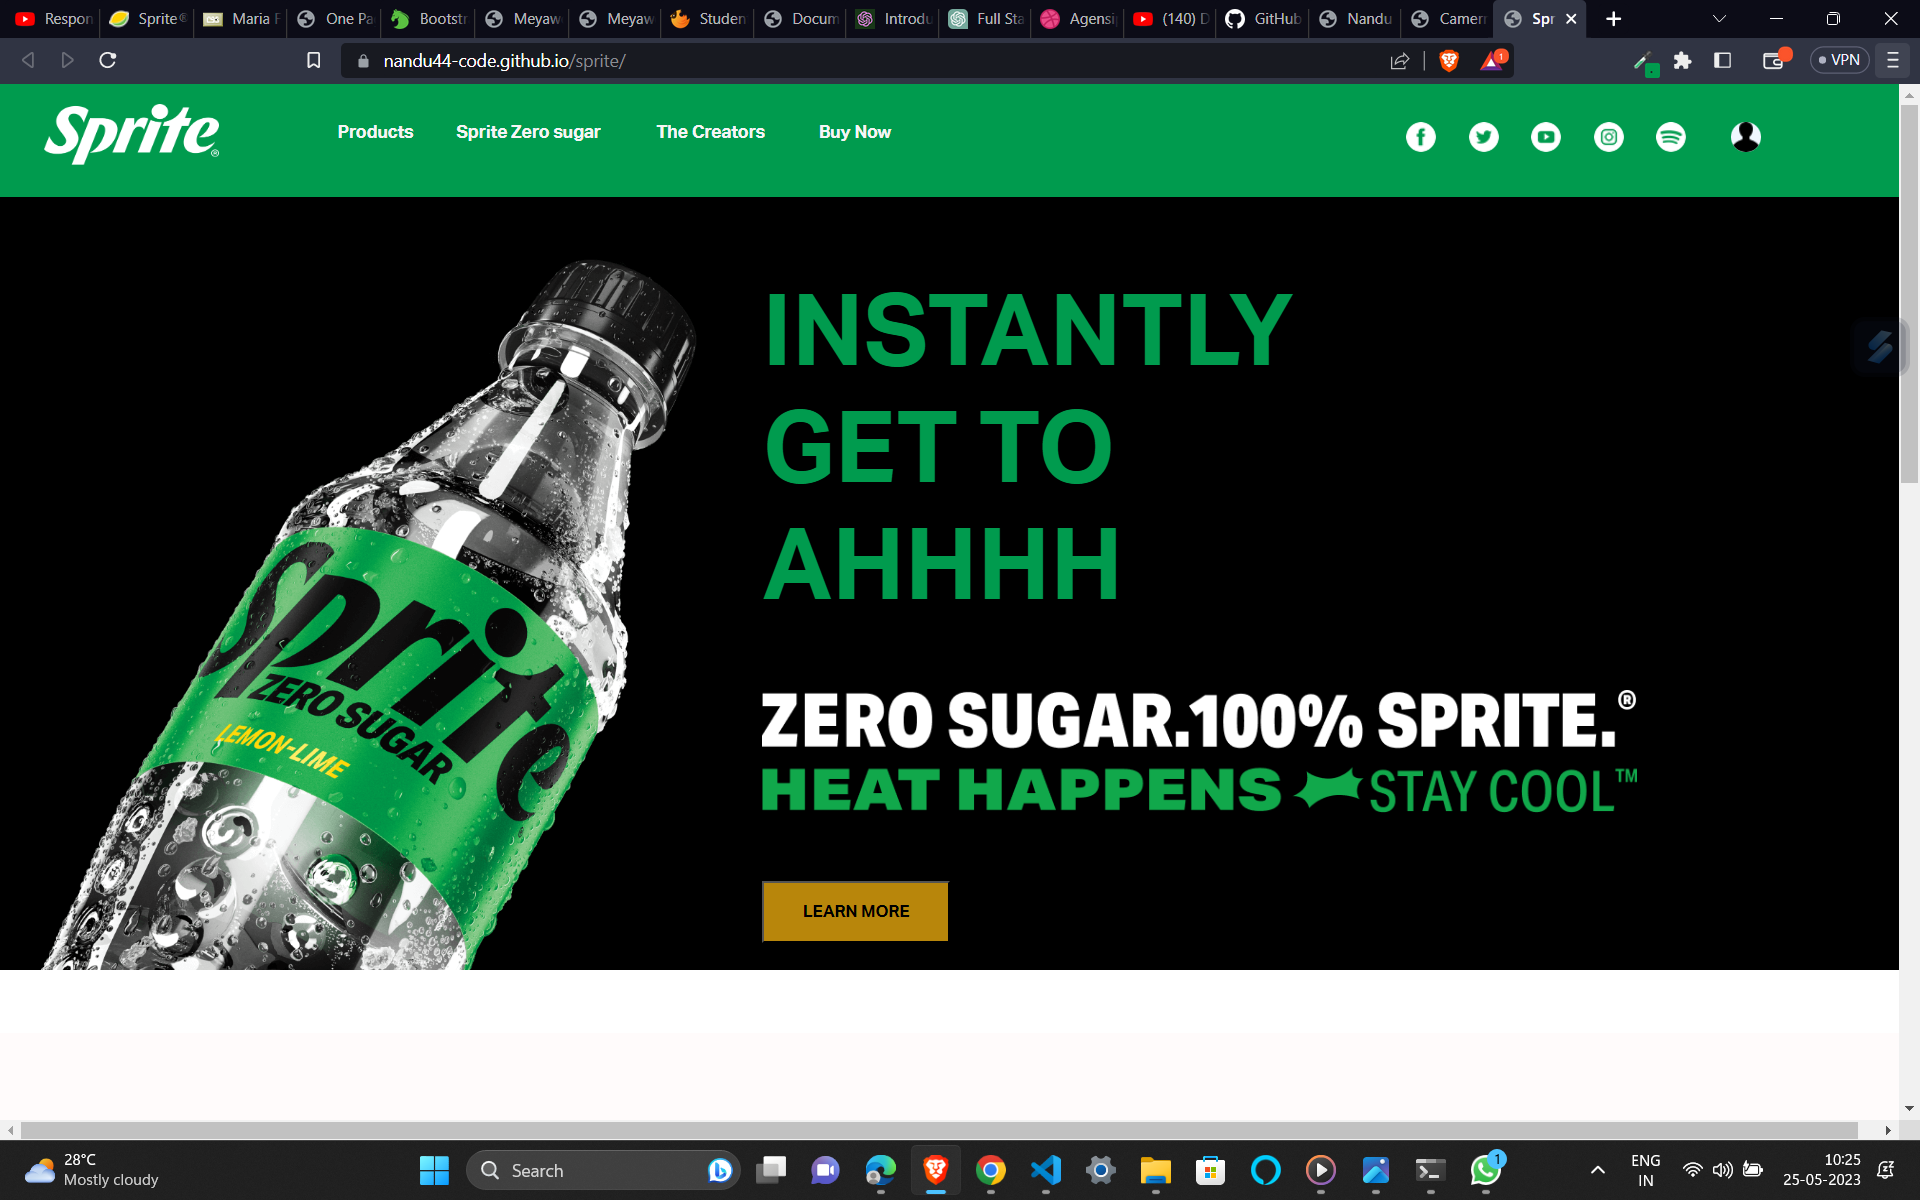 Respon
Sprite®
Maria F
One Pa
Bootstr
Meyaw
Meyaw
Studen
Docum
Introdu
Full Sta
Agensi
(140) D
GitHub
Nandu
Camer
Spr
nandu44-code.github.io/sprite/
1
VPN
Sprite®
Products
Sprite Zero sugar
The Creators
Buy Now
INSTANTLY
GET TO
AHHHH
Sprite
ZERO SUGAR
LEMON-LIME
ZERO SUGAR.100% SPRITE.®
HEAT HAPPENS STAY COOL™
LEARN MORE
28°C
Mostly cloudy
Search
1
ENG
IN
10:25
25-05-2023